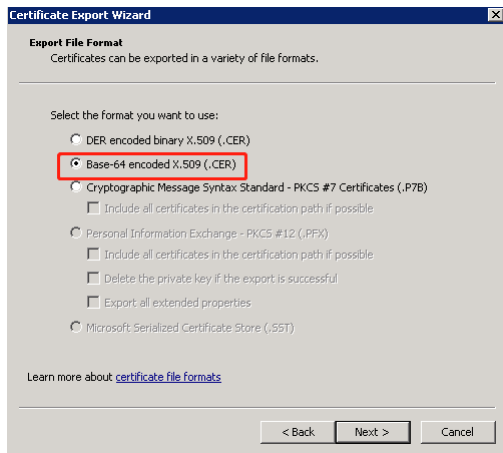 Certificate Export Wizard
Export File Format
Certificates can be exported in a variety of file formats.
Select the format you want to use:
DER encoded binary X.509 (.CER)
Base-64 encoded X.509 (.CER)
Cryptographic Message Syntax Standard - PKCS #7 Certificates (.P7B)
Include all certificates in the certification path if possible
Personal Information Exchange - PKCS #12 (.PFX)
Include all certificates in the certification path if possible
Delete the private key if the export is successful
Export all extended properties
Microsoft Serialized Certificate Store (.SST)
Learn more about certificate file formats
< Back Next > Cancel